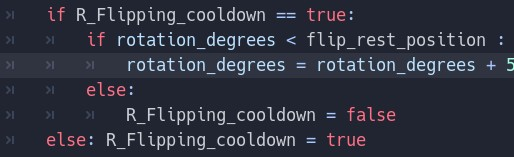 if R_Flipping_cooldown == true:
if rotation_degrees < flip_rest_position :
rotation_degrees = rotation_degrees + 5
else:
R_Flipping_cooldown = false
else: R_Flipping_cooldown = true